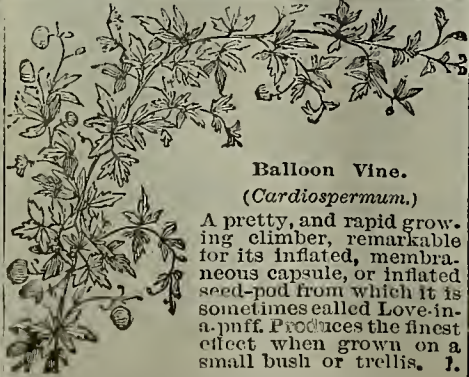 Balloon Vine.
(Cardiospermum.)
A pretty, and rapid grow-
ing climber, remarkable
for its inflated, membra-
neous capsule, or inflated
seed-pod from which it is
sometimes called Love-in-
a-puff. Produces the finest
effect when grown on a
small bush or trellis.